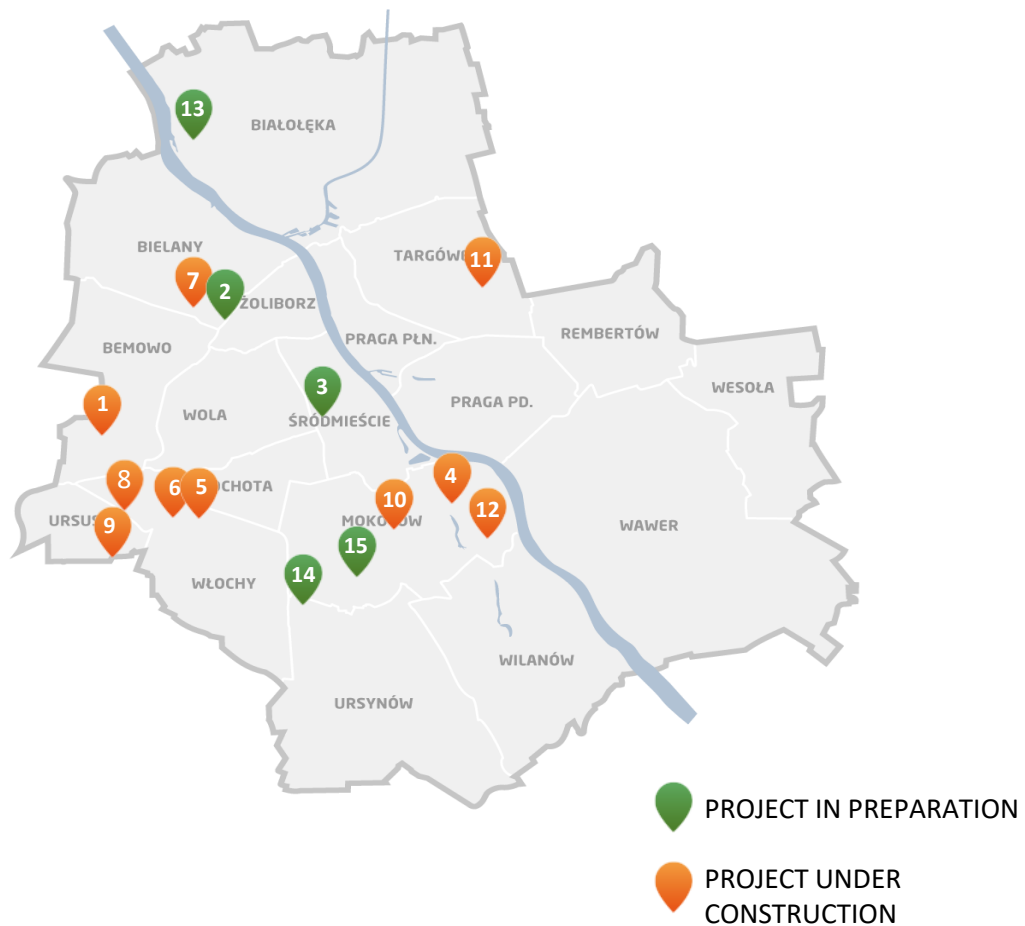 13
BIAŁOŁĘKA
BIELANY
TARGÓW
11
7
2
ŻOLIBORZ
PRAGA PŁN.
REMBERTÓW
BEMOWO
3
WESOŁA
1
WOLA
ŚRÓDMIEŚCIE
PRAGA PD.
8
6
5
OCHOTA
4
URSUS
9
10
12
MOKOTÓW
WAWER
15
14
WŁOCHY
WILANÓW
URSYNÓW
PROJECT IN PREPARATION
PROJECT UNDER
CONSTRUCTION